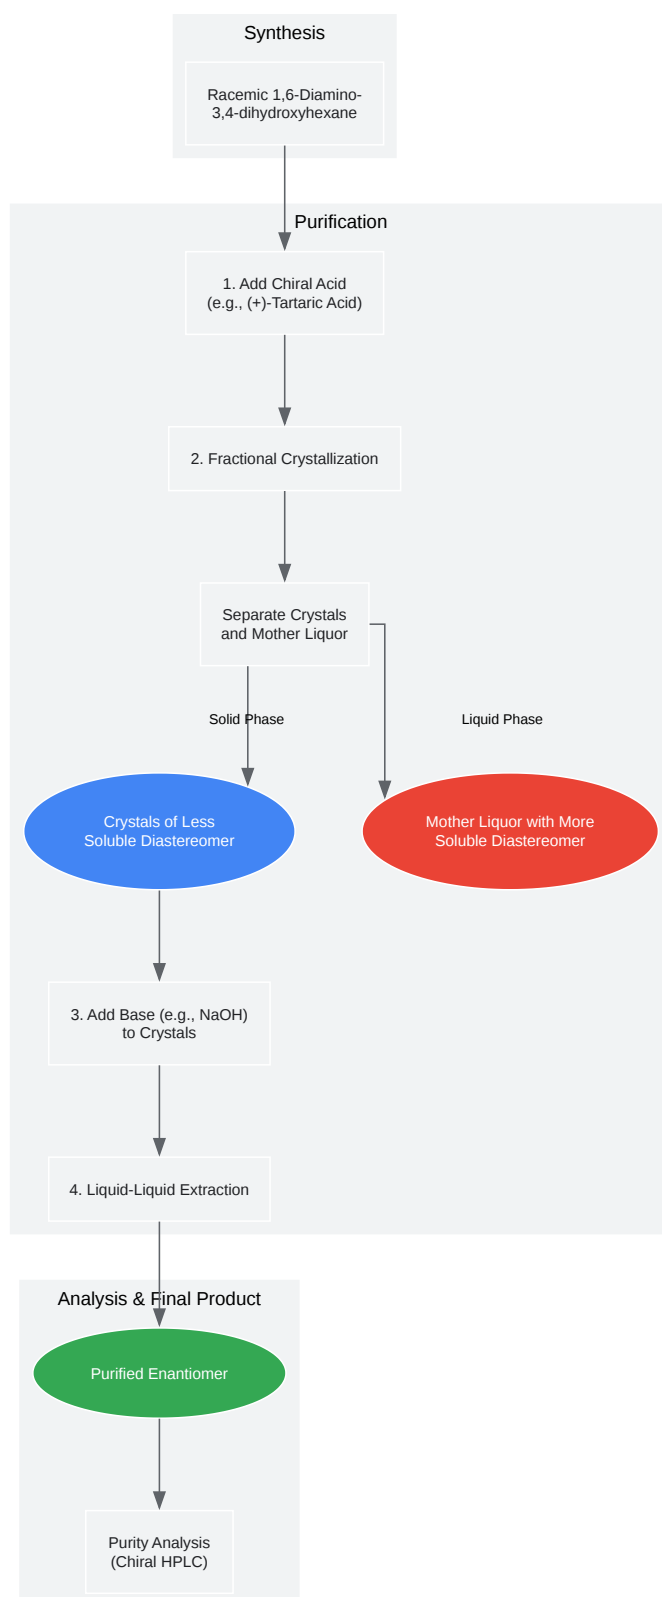 Synthesis
Racemic 1,6-Diamino-
3,4-dihydroxyhexane
Purification
1. Add Chiral Acid
(e.g., (+)-Tartaric Acid)
2. Fractional Crystallization
Separate Crystals
and Mother Liquor
Solid Phase
Liquid Phase
Crystals of Less
Soluble Diastereomer
Mother Liquor with More
Soluble Diastereomer
3. Add Base (e.g., NaOH)
to Crystals
4. Liquid-Liquid Extraction
Analysis & Final Product
Purified Enantiomer
Purity Analysis
(Chiral HPLC)